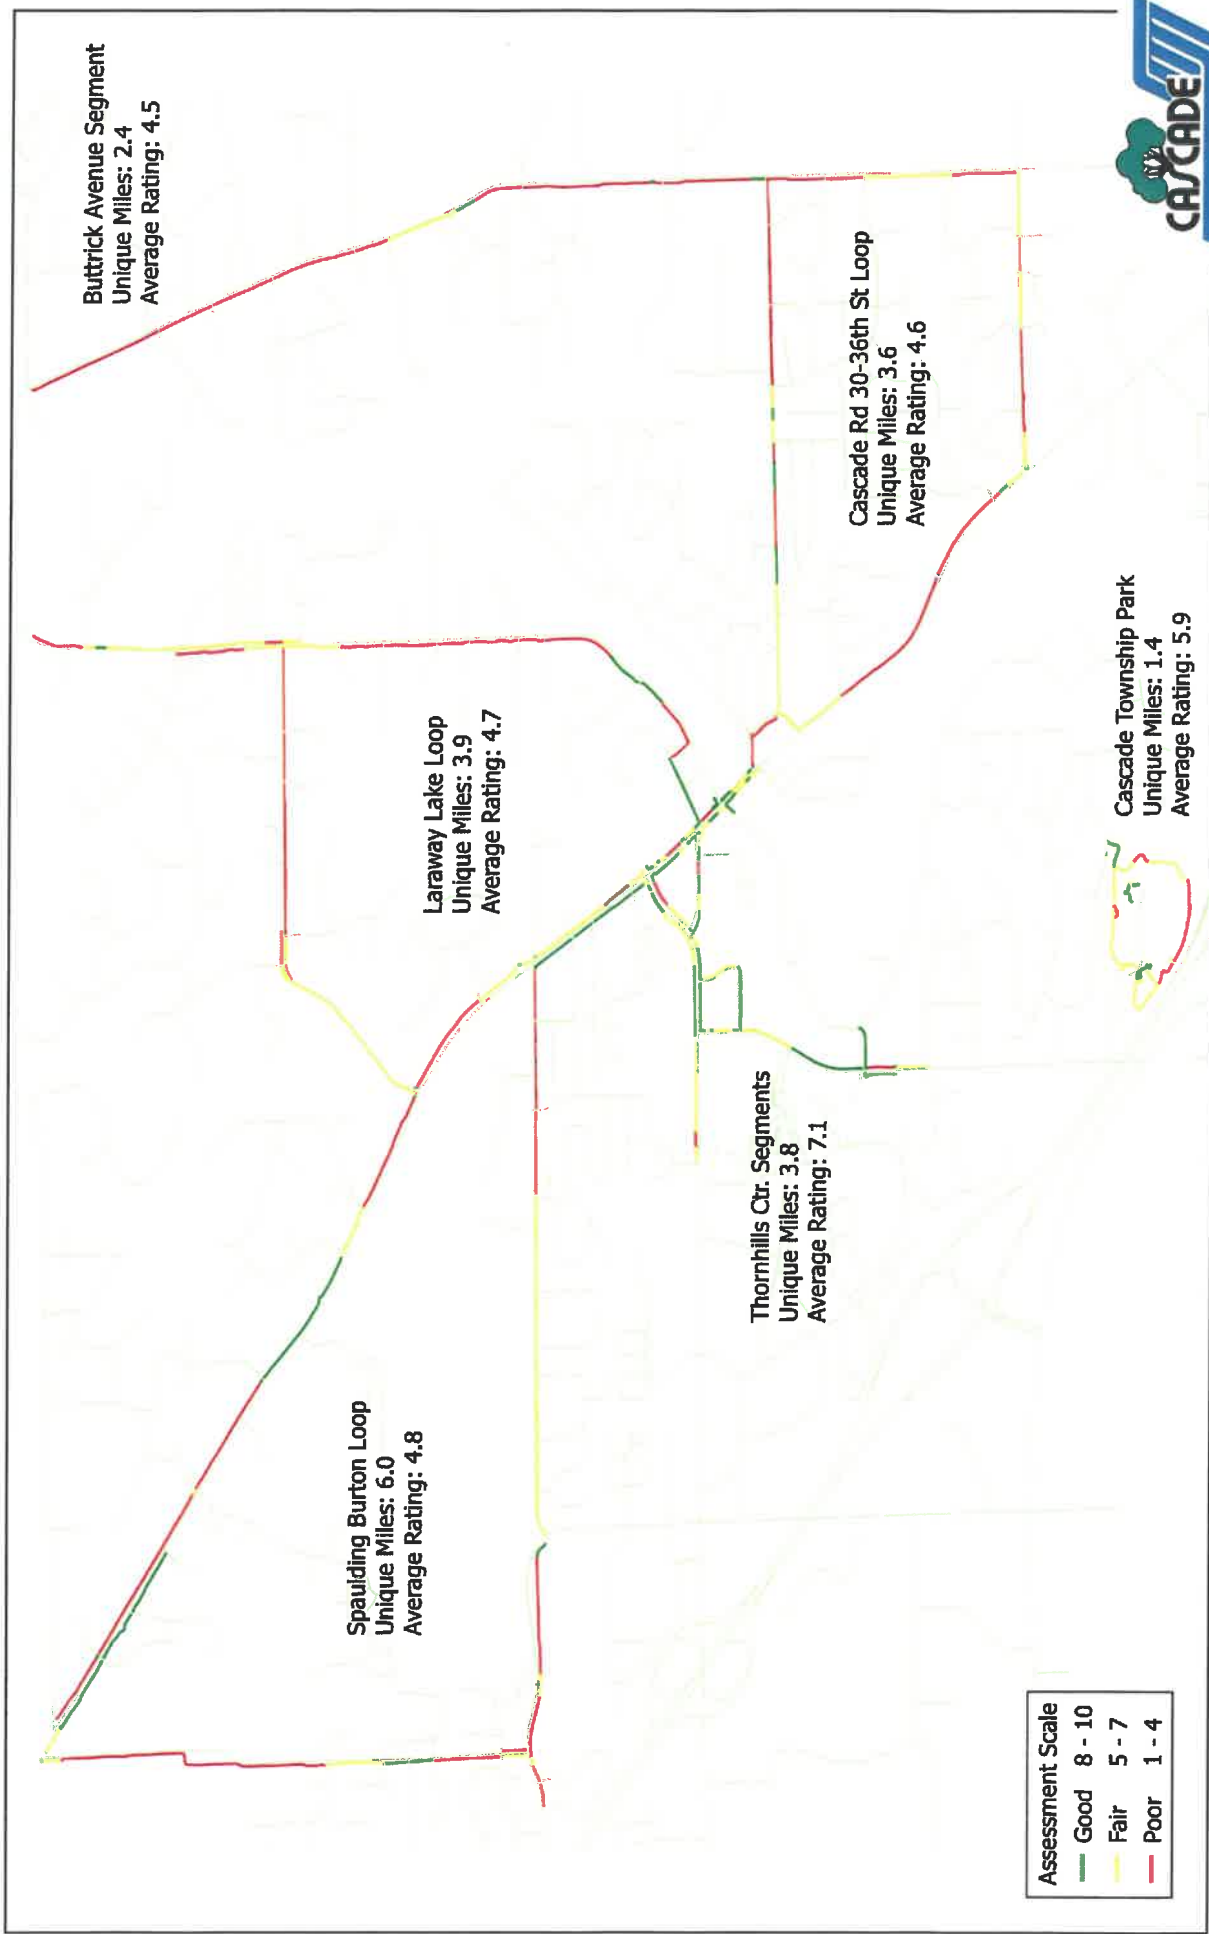 Buttrick Avenue Segment
Unique Miles: 2.4
Average Rating: 4.5
Laraway Lake Loop
Unique Miles: 3.9
Average Rating: 4.7
Cascade Rd 30-36th St Loop
Unique Miles: 3.6
Average Rating: 4.6
Spaulding Burton Loop
Unique Miles: 6.0
Average Rating: 4.8
Thornhills Ctr. Segments
Unique Miles: 3.8
Average Rating: 7.1
Cascade Township Park
Unique Miles: 1.4
Average Rating: 5.9
Assessment Scale
Good 8 - 10
Fair 5 - 7
Poor 1 - 4
CASCADE